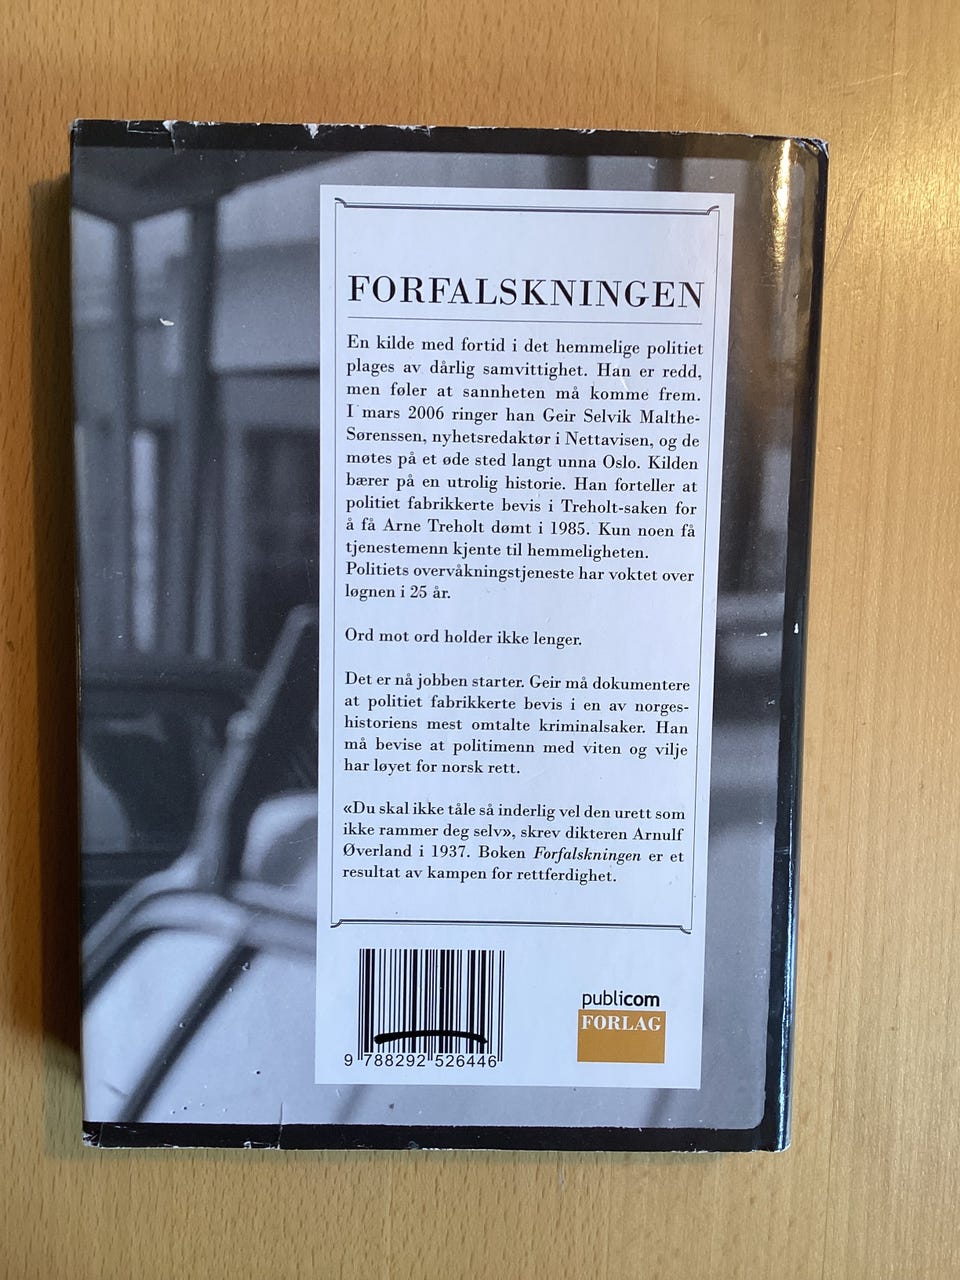 FORFALSKNINGEN
En kilde med fortid i det hemmelige politiet
plages av dårlig samvittighet. Han er redd,
men føler at sannheten må komme frem.
I mars 2006 ringer han Geir Selvik Malthe-
Sørenssen, nyhetsredaktør i Nettavisen, og de
møtes på et øde sted langt unna Oslo. Kilden
bærer på en utrolig historie. Han forteller at
politiet fabrikkerte bevis i Treholt-saken for
å få Arne Treholt dømt i 1985. Kun noen få
tjenestemenn kjente til hemmeligheten.
Politiets overvåkningstjeneste har voktet over
løgnen i 25 år.
Ord mot ord holder ikke lenger.
Det er nå jobben starter. Geir må dokumentere
at politiet fabrikkerte bevis i en av norges-
historiens mest omtalte kriminalsaker. Han
må bevise at politimenn med viten og vilje
har løyet for norsk rett.
«Du skal ikke tåle så inderlig vel den urett som
ikke rammer deg selv», skrev dikteren Arnulf
Øverland i 1937. Boken Forfalskningen er et
resultat av kampen for rettferdighet.
publicom
FORLAG
9 788292 526446